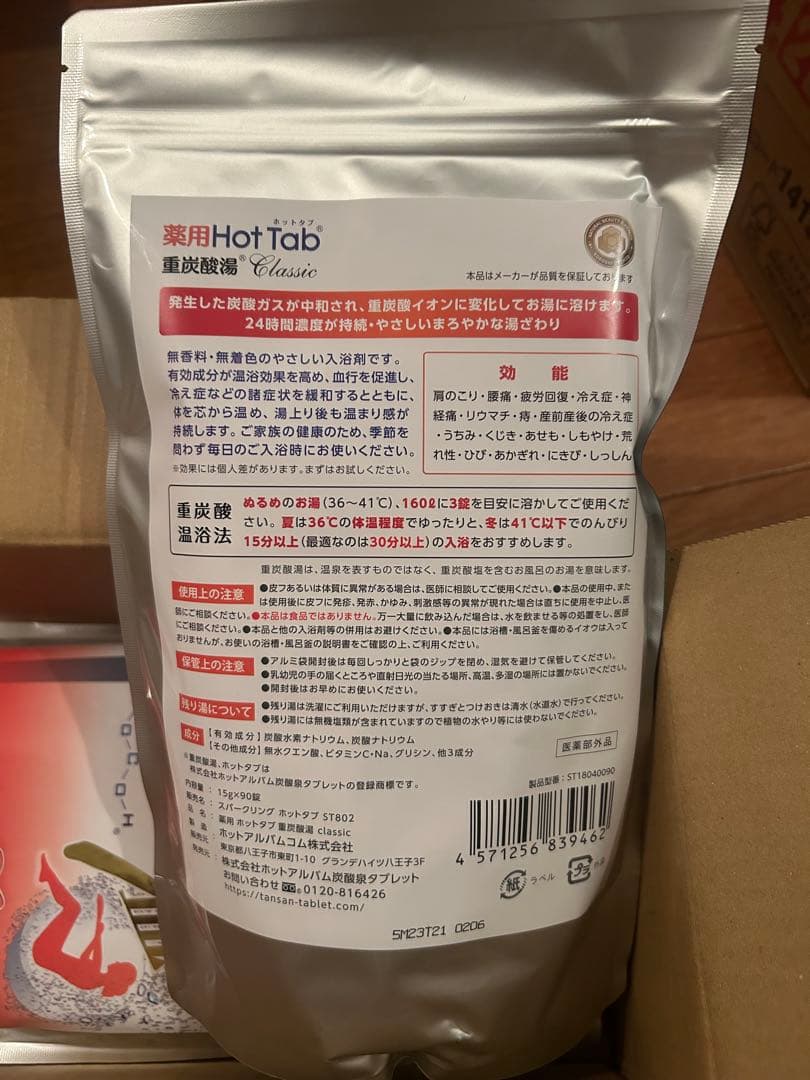 ホットタブ
薬用Hot Tab®
重炭酸湯® Classic
本品はメーカーが品質を保証しております
発生した炭酸ガスが中和され、重炭酸イオンに変化してお湯に溶けます。
24時間濃度が持続・やさしいまろやかな湯ざわり
無香料・無着色のやさしい入浴剤です。
有効成分が温浴効果を高め、血行を促進し、
冷え症などの諸症状を緩和するとともに、
体を芯から温め、湯上り後も温まり感が
持続します。ご家族の健康のため、季節を
問わず毎日のご入浴時にお使いください。
※効果には個人差があります。まずはお試しください。
効能
肩のこり・腰痛・疲労回復・冷え症・神
経痛・リウマチ・痔・産前産後の冷え症
・うちみ・くじき・あせも・しもやけ・荒
れ性・ひび・あかぎれ・にきび・しっしん
重炭酸
温浴法
ぬるめのお湯(36〜41℃)、160ℓに3錠を目安に溶かしてご使用くだ
さい。夏は36℃の体温程度でゆったりと、冬は41℃以下でのんびり
15分以上(最適なのは30分以上)の入浴をおすすめします。
重炭酸湯は、温泉を表すものではなく、重炭酸塩を含むお風呂のお湯を意味します。
使用上の注意
●皮フあるいは体質に異常がある場合は、医師に相談してご使用ください。●本品の使用中、また
は使用後に皮フに発疹、発赤、かゆみ、刺激感等の異常が現れた場合は直ちに使用を中止し、医
師にご相談ください。●本品は食品ではありません。万一大量に飲み込んだ場合は、水を飲ませる等の処置をし、医師
にご相談ください。●本品と他の入浴剤等の併用はお避けください。●本品には浴槽・風呂釜を傷めるイオウは入って
おりませんが、お使いの浴槽・風呂釜の説明書をご確認の上、ご利用ください。
保管上の注意
●アルミ袋開封後は毎回しっかりと袋のジップを閉め、湿気を避けて保管してください。
●乳幼児の手の届くところや直射日光の当たる場所、高温、多湿の場所には置かないでください。
●開封後はお早めにお使いください。
残り湯について
●残り湯は洗濯にご利用いただけますが、すすぎとつけおきは清水(水道水)で行ってください。
●残り湯には無機塩類が含まれていますので植物の水やり等には使わないでください。
成分
【有効成分】炭酸水素ナトリウム、炭酸ナトリウム
【その他成分】無水クエン酸、ビタミンC・Na、グリシン、他3成分
※重炭酸湯、ホットタブは
株式会社ホットアルバム炭酸泉タブレットの登録商標です。
医薬部外品
製品型番：ST18040090
内容量：15g×90錠
販売名：スパークリング ホットタブ ST802
品名：薬用 ホットタブ 重炭酸湯 classic
製造販売元：ホットアルバムコム株式会社
東京都八王子市東町1-10 グランデハイツ八王子3F
発売元：株式会社ホットアルバム炭酸泉タブレット
お問い合わせ 0120-816426
https://tansan-tablet.com/
4 571256 839462
紙
ラベル
プラ
5M23T21 0206